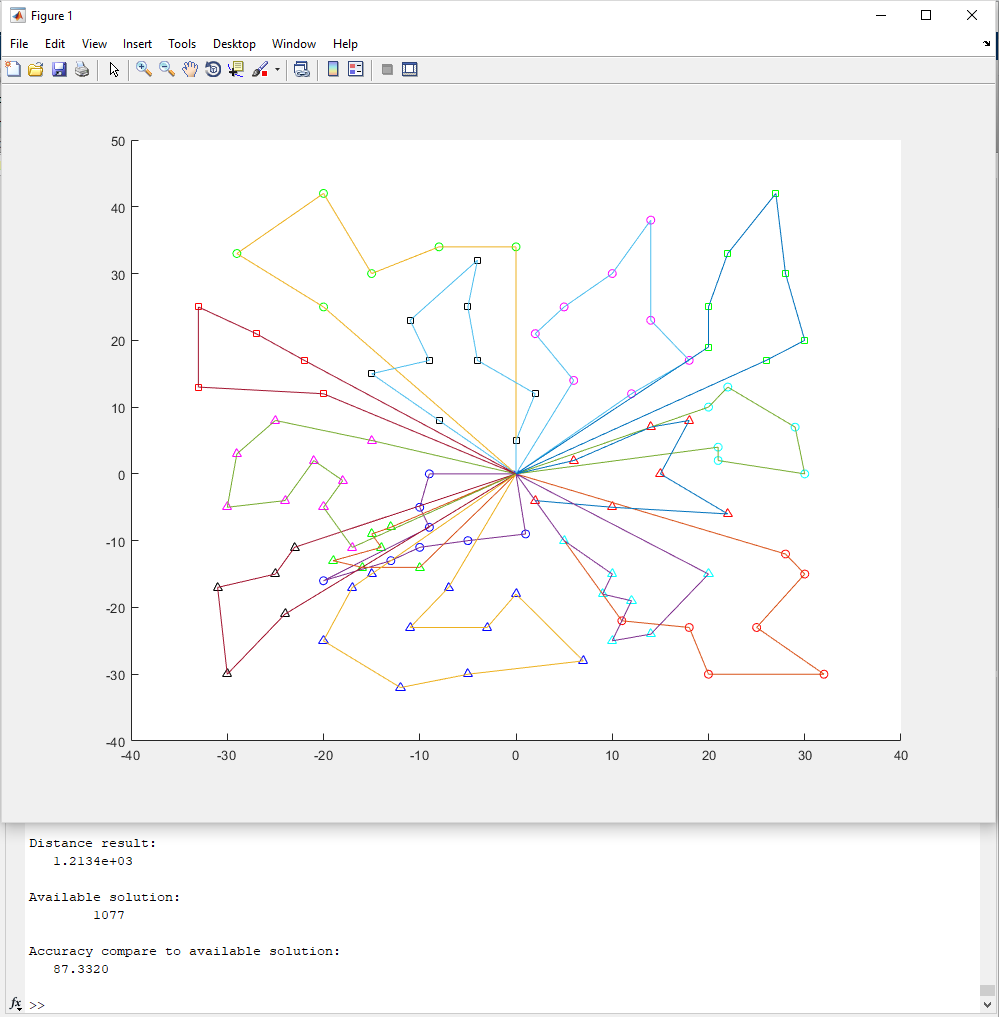 Figure 1
File Edit View Insert Tools Desktop Window Help
50
40
30
20
10
0
-10
-20
-30
-40
-40 -30 -20 -10 0 10 20 30 40
Distance result:
1.2134e+03
Available solution:
1077
Accuracy compare to available solution:
87.3320
fx >>